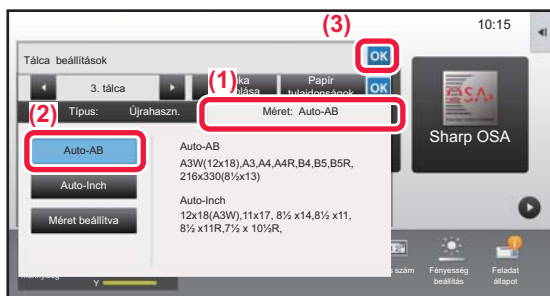 (3)
10:15
Tálca beállítások
OK
3. tálca
(1)
Papír
tulajdonságok
OK
(2)
Típus: Újrahaszn.
Méret: Auto-AB
Auto-AB
Auto-Inch
Méret beállítva
Auto-AB
A3W(12x18),A3,A4,A4R,B4,B5,B5R,
216x330(8½x13)
Auto-Inch
12x18(A3W),11x17, 8½ x14,8½ x11,
8½ x11R,7½ x 10½R,
OSA
Sharp OSA
szám
Fényesség
beállítás
Feladat
állapot
Y